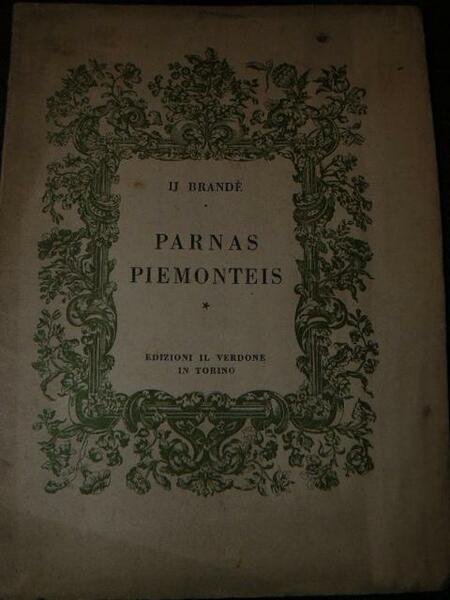 IJ BRANDÈ
PARNAS
PIEMONTEIS
*
EDIZIONI IL VERDONE
IN TORINO